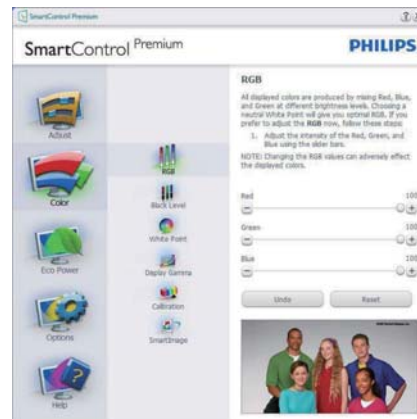 SmartControl Premium
SmartControl Premium
PHILIPS
Adjust
Color
Eco Power
Options
Help
RGB
Black Level
White Point
Display Gamma
Calibration
SmartImage
RGB
All displayed colors are produced by mixing Red, Blue,
and Green at different brightness levels. Choosing a
neutral White Point will give you optimal RGB. If you
prefer to adjust the RGB now, follow these steps:
1. Adjust the intensity of the Red, Green, and
Blue using the slider bars.
NOTE: Changing the RGB values can adversely effect
the displayed colors.
Red 100
Green 100
Blue 100
Undo Reset